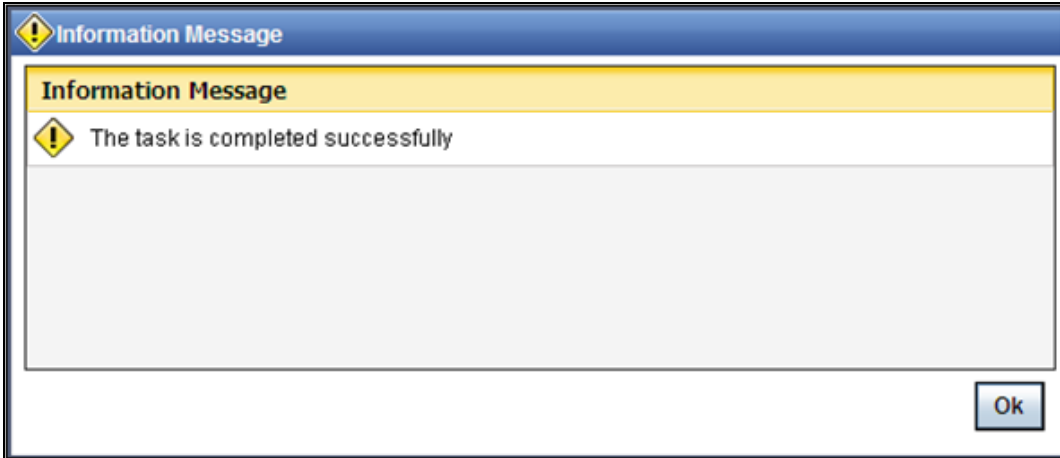 Information Message
Information Message
The task is completed successfully
Ok